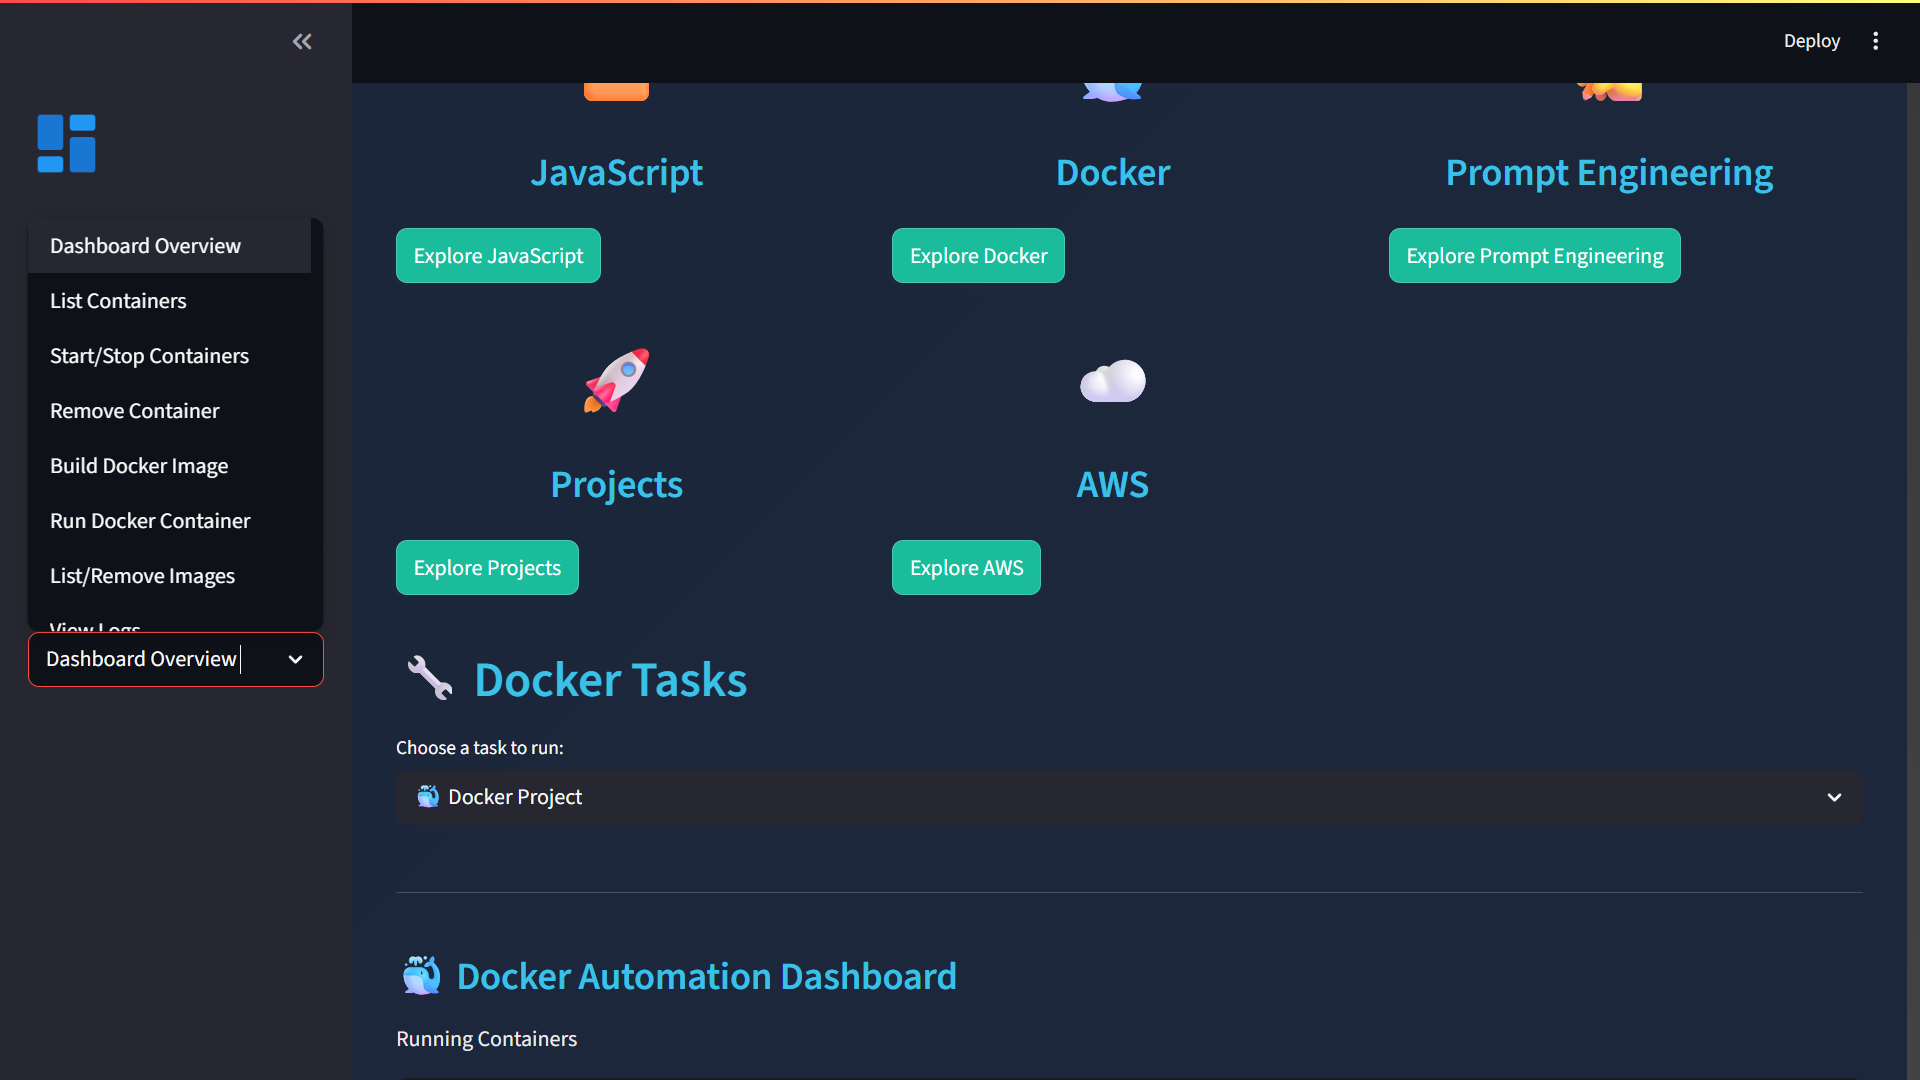 Deploy
Dashboard Overview
List Containers
Start/Stop Containers
Remove Container
Build Docker Image
Run Docker Container
List/Remove Images
View Logs
Dashboard Overview
JavaScript
Docker
Prompt Engineering
Explore JavaScript
Explore Docker
Explore Prompt Engineering
Projects
AWS
Explore Projects
Explore AWS
Docker Tasks
Choose a task to run:
Docker Project
Docker Automation Dashboard
Running Containers